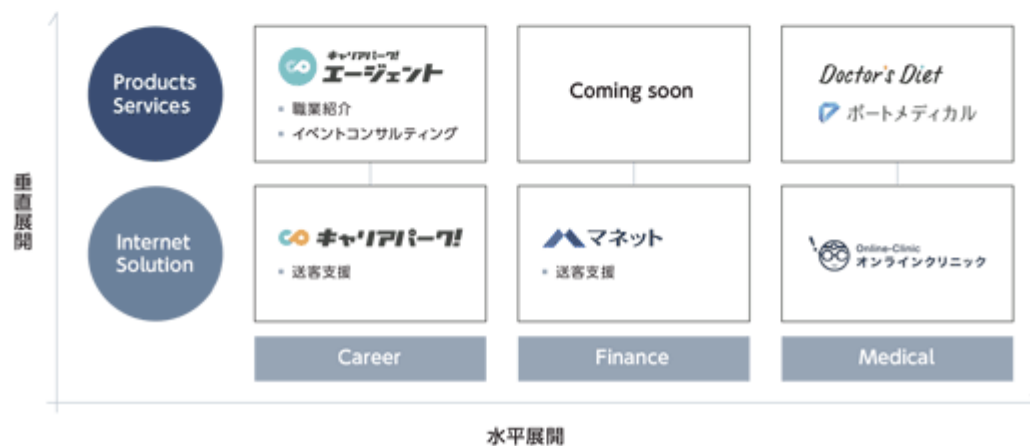 垂直展開
Products
Services
キャリアパーク!
エージェント
• 職業紹介
• イベントコンサルティング
Coming soon
Doctor's Diet
ポートメディカル
Internet
Solution
キャリアパーク!
• 送客支援
マネット
• 送客支援
Online-Clinic
オンラインクリニック
Career
Finance
Medical
水平展開